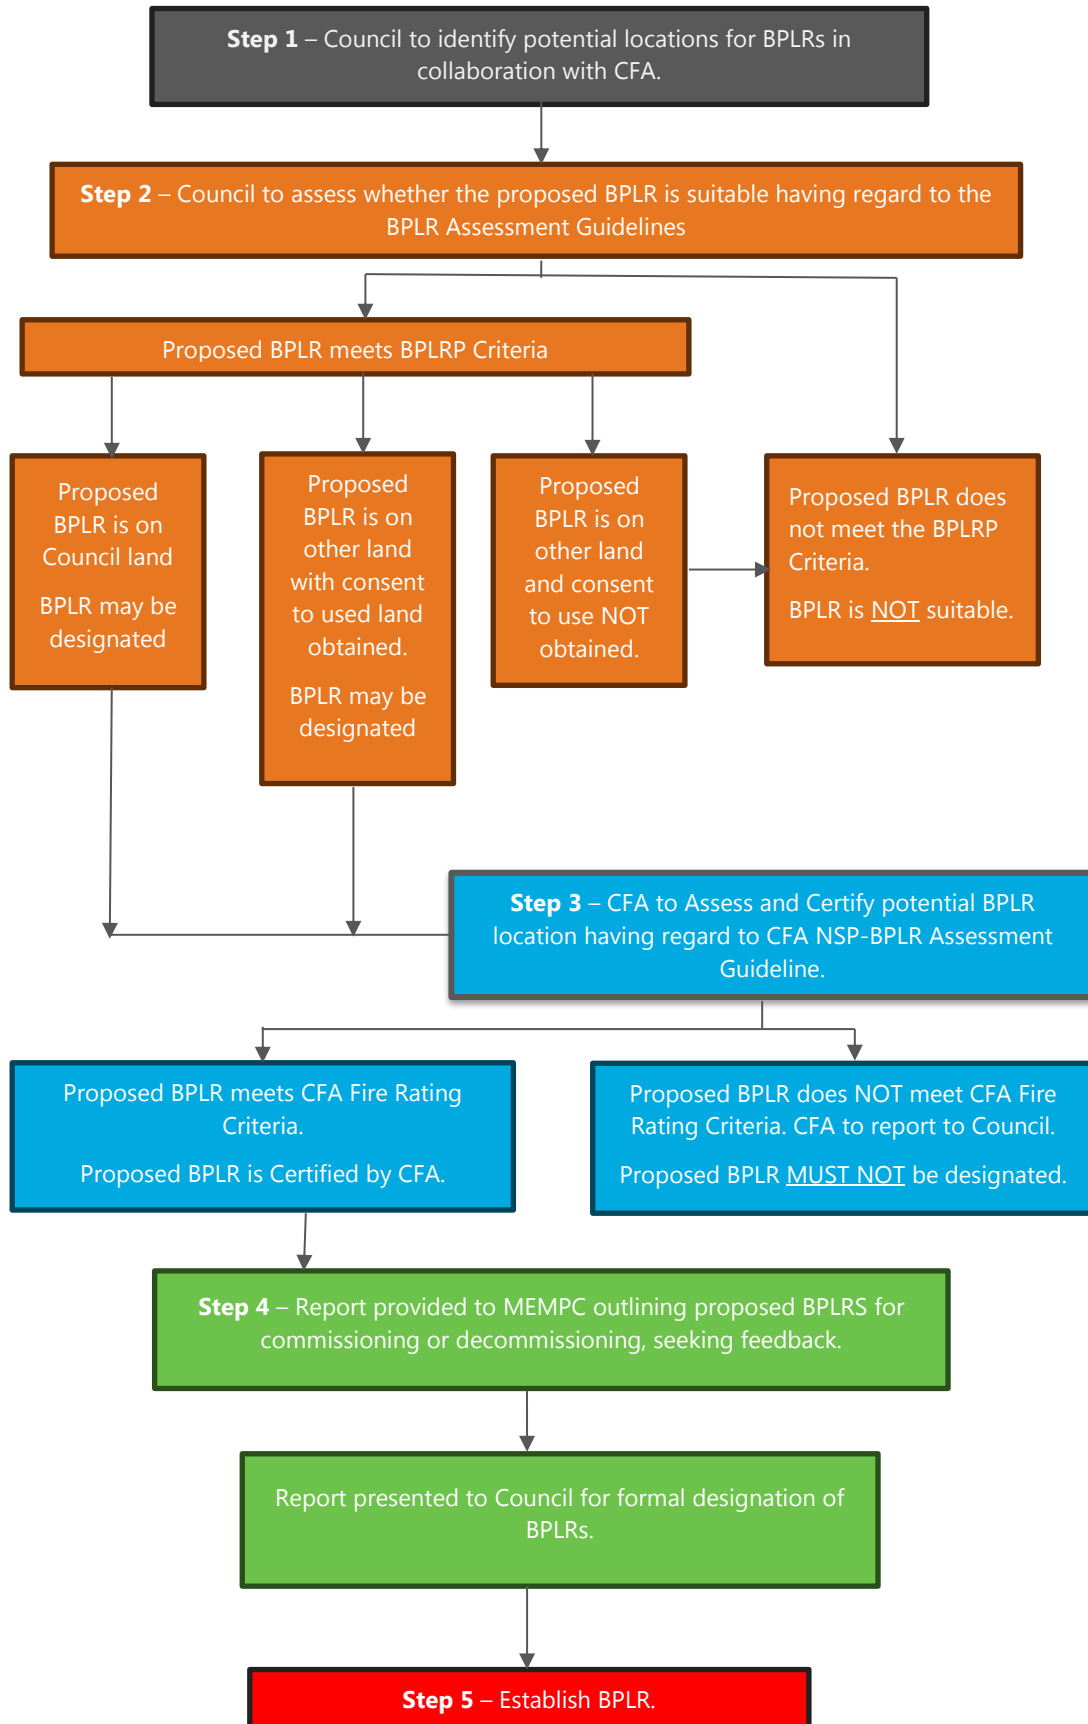 Step 1 – Council to identify potential locations for BPLRs in
collaboration with CFA.
Step 2 – Council to assess whether the proposed BPLR is suitable having regard to the
BPLR Assessment Guidelines
Proposed BPLR meets BPLRP Criteria
Proposed
BPLR is on
Council land
BPLR may be
designated
Proposed
BPLR is on
other land
with consent
to used land
obtained.
BPLR may be
designated
Proposed
BPLR is on
other land
and consent
to use NOT
obtained.
Proposed BPLR does
not meet the BPLRP
Criteria.
BPLR is NOT suitable.
Step 3 – CFA to Assess and Certify potential BPLR
location having regard to CFA NSP-BPLR Assessment
Guideline.
Proposed BPLR meets CFA Fire Rating
Criteria.
Proposed BPLR is Certified by CFA.
Proposed BPLR does NOT meet CFA Fire
Rating Criteria. CFA to report to Council.
Proposed BPLR MUST NOT be designated.
Step 4 – Report provided to MEMPC outlining proposed BPLRS for
commissioning or decommissioning, seeking feedback.
Report presented to Council for formal designation of
BPLRs.
Step 5 – Establish BPLR.